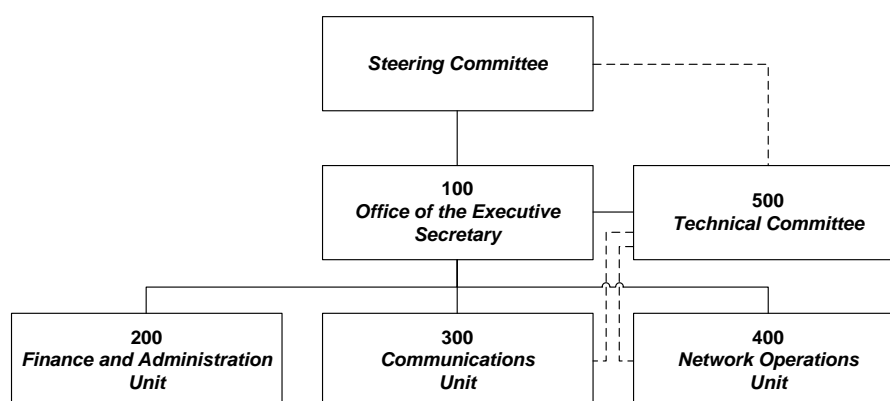 Steering Committee
100
Office of the Executive
Secretary
500
Technical Committee
200
Finance and Administration
Unit
300
Communications
Unit
400
Network Operations
Unit